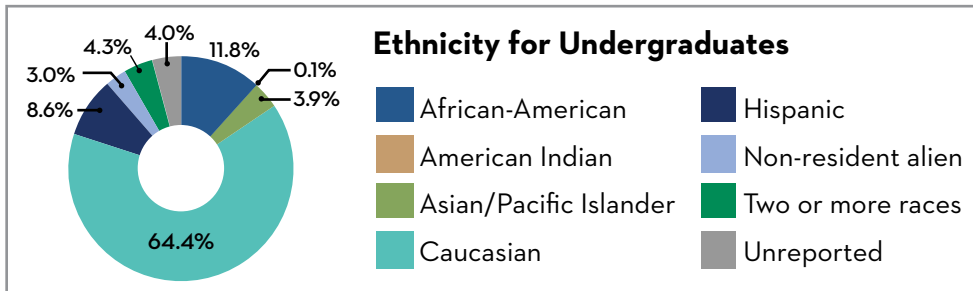 Ethnicity for Undergraduates
4.0%
4.3%
11.8%
3.0%
0.1%
8.6%
3.9%
64.4%
African-American
American Indian
Asian/Pacific Islander
Caucasian
Hispanic
Non-resident alien
Two or more races
Unreported